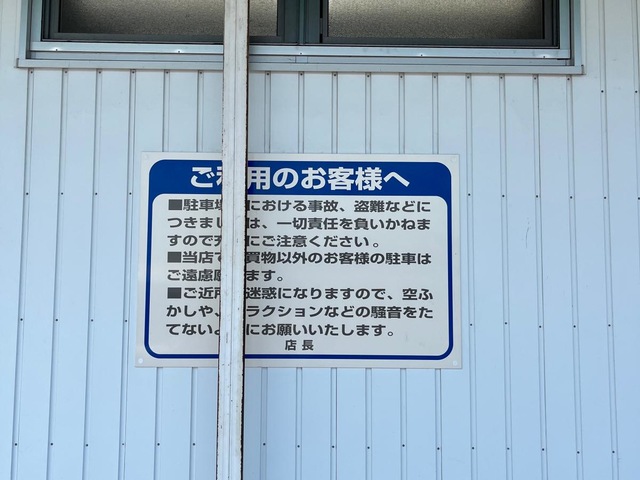 ご 用のお客様へ
■駐車場 における事故、盗難などに
つきまし は、一切責任を負いかねま
すので充 にご注意ください。
■当店で 買物以外のお客様の駐車は
ご遠慮願 ます。
■ご近所 迷惑になりますので、空ふ
かしや、 ラクションなどの騒音をた
てないよ にお願いいたします。
店長